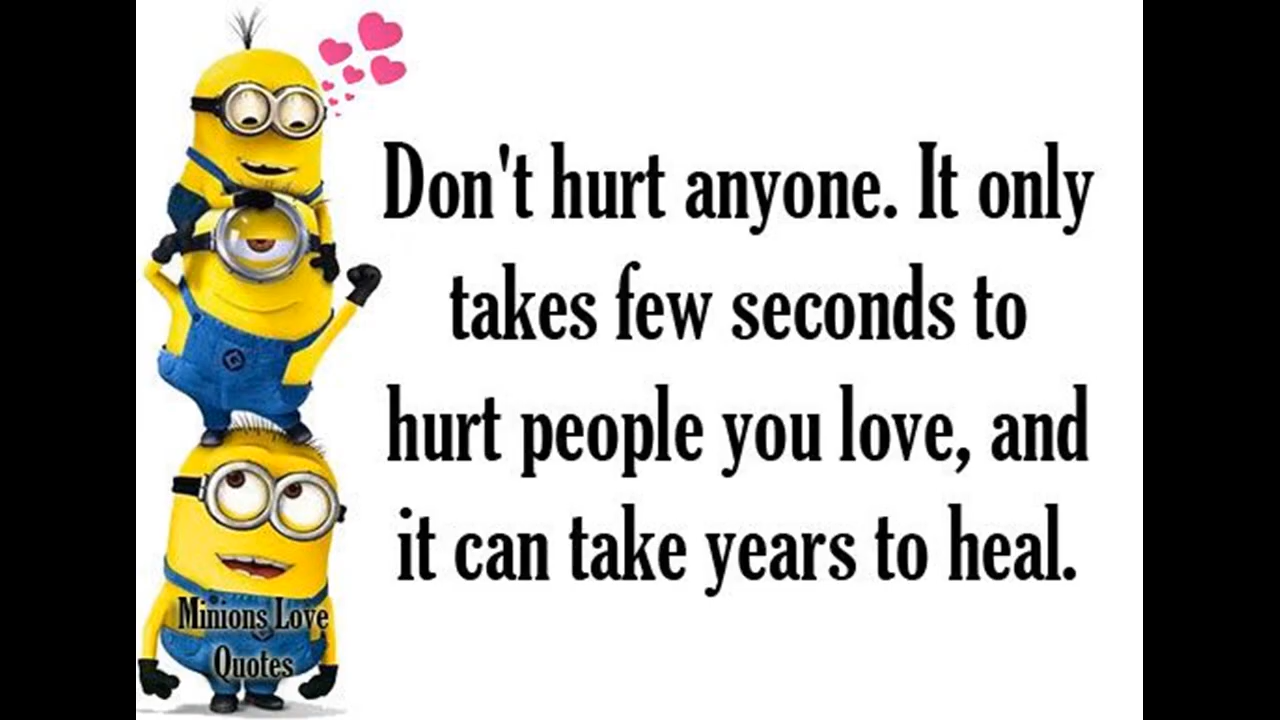 Don't hurt anyone. It only
takes few seconds to
hurt people you love, and
it can take years to heal.
Minions Love
Quotes